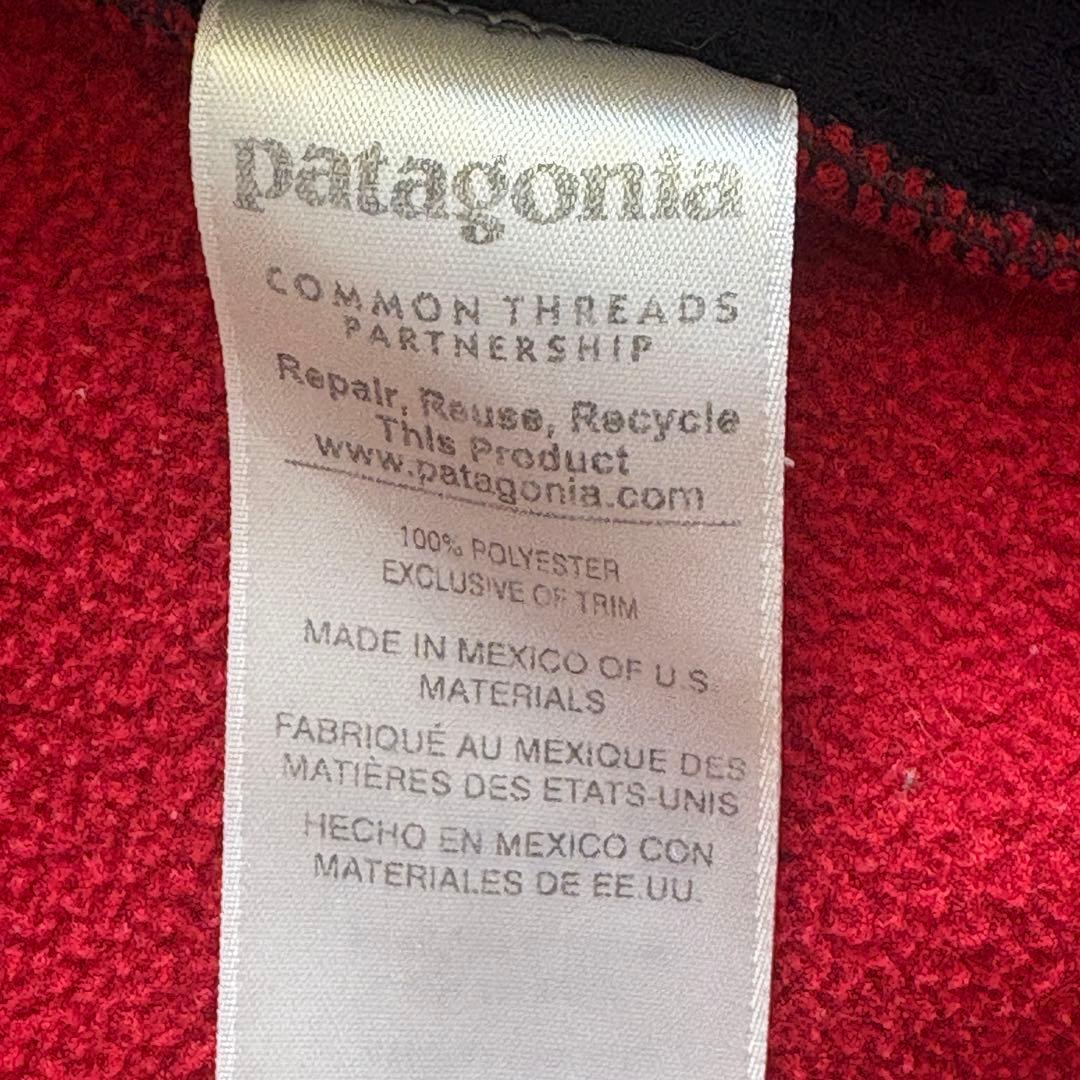 patagonia
COMMON THREADS
PARTNERSHIP
Repair, Reuse, Recycle
This Product
www.patagonia.com
100% POLYESTER
EXCLUSIVE OF TRIM
MADE IN MEXICO OF U.S.
MATERIALS
FABRIQUÉ AU MEXIQUE DES
MATIÈRES DES ETATS-UNIS
HECHO EN MEXICO CON
MATERIALES DE EE.UU.